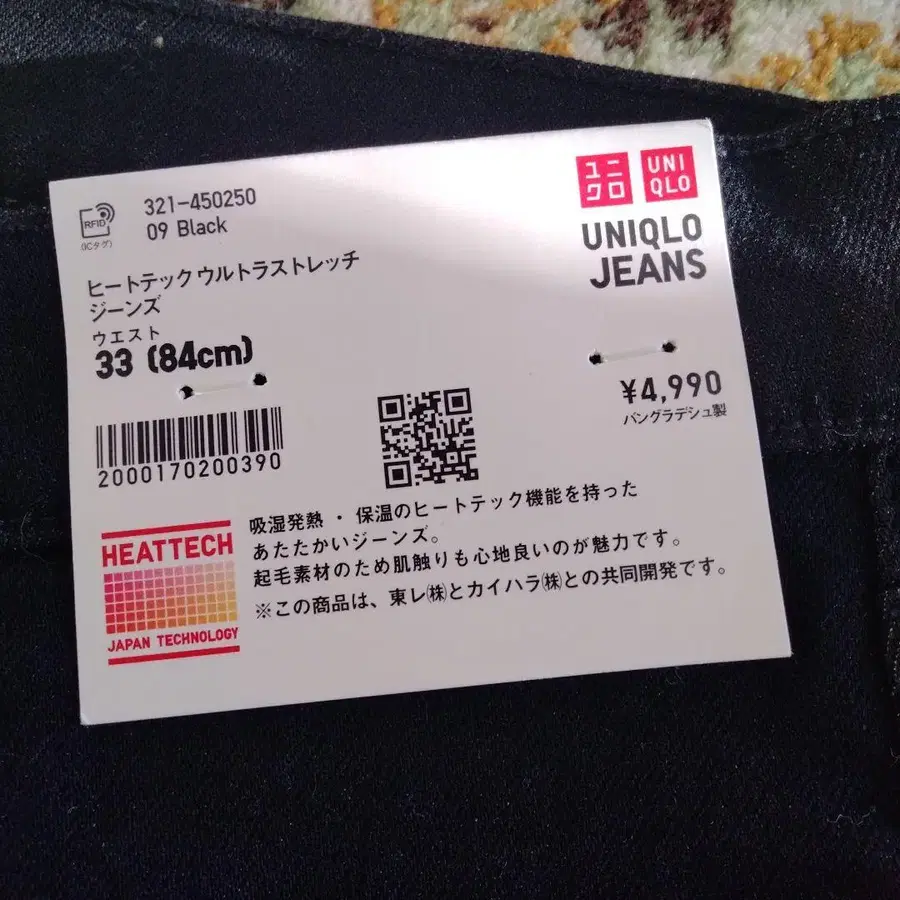 RFID
(ICタグ)
321-450250
09 Black
ユニ
クロ
UNI
QLO
UNIQLO
JEANS
ヒートテックウルトラストレッチ
ジーンズ
ウエスト
33 (84cm)
¥4,990
バングラデシュ製
2000170200390
HEATTECH
JAPAN TECHNOLOGY
吸湿発熱・保温のヒートテック機能を持った
あたたかいジーンズ。
起毛素材のため肌触りも心地良いのが魅力です。
※この商品は、東レ㈱とカイハラ㈱との共同開発です。